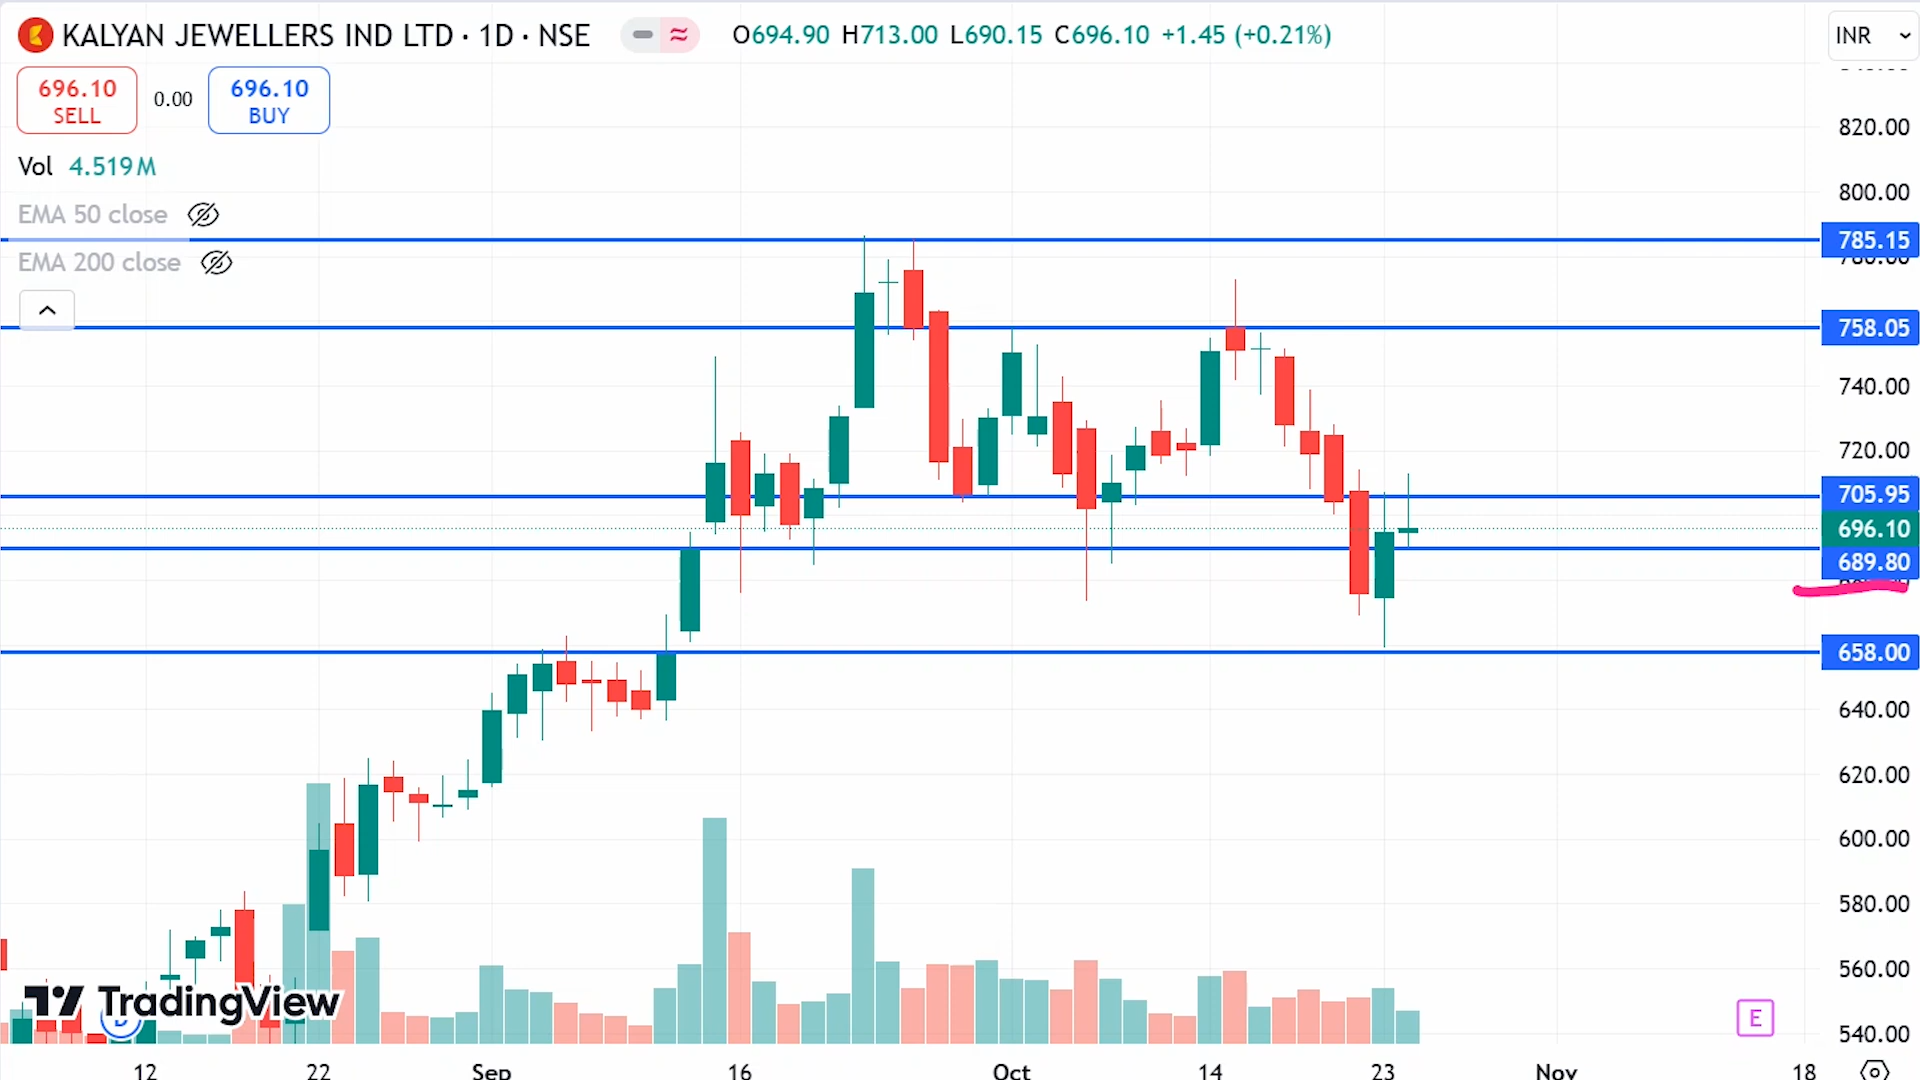 KALYAN JEWELLERS IND LTD · 1D · NSE O694.90 H713.00 L690.15 C696.10 +1.45 (+0.21%) INR
696.10 SELL 0.00 696.10 BUY
Vol 4.519M
EMA 50 close
EMA 200 close
820.00
800.00
785.15
780.00
758.05
740.00
720.00
705.95
696.10
689.80
658.00
640.00
620.00
600.00
580.00
560.00
540.00
TradingView
E
12 22 Sep 16 Oct 14 23 Nov 18